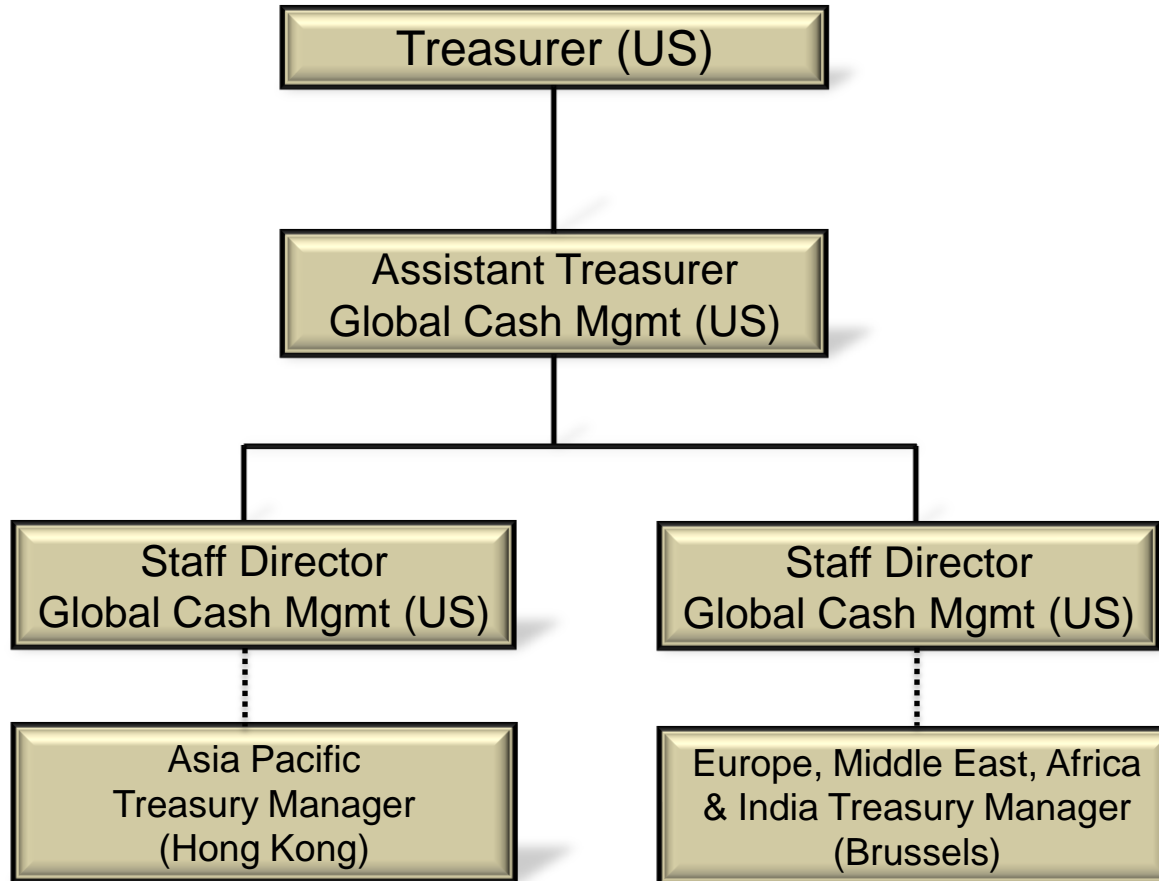 Treasurer (US)
Assistant Treasurer
Global Cash Mgmt (US)
Staff Director
Global Cash Mgmt (US)
Staff Director
Global Cash Mgmt (US)
Asia Pacific
Treasury Manager
(Hong Kong)
Europe, Middle East, Africa
& India Treasury Manager
(Brussels)